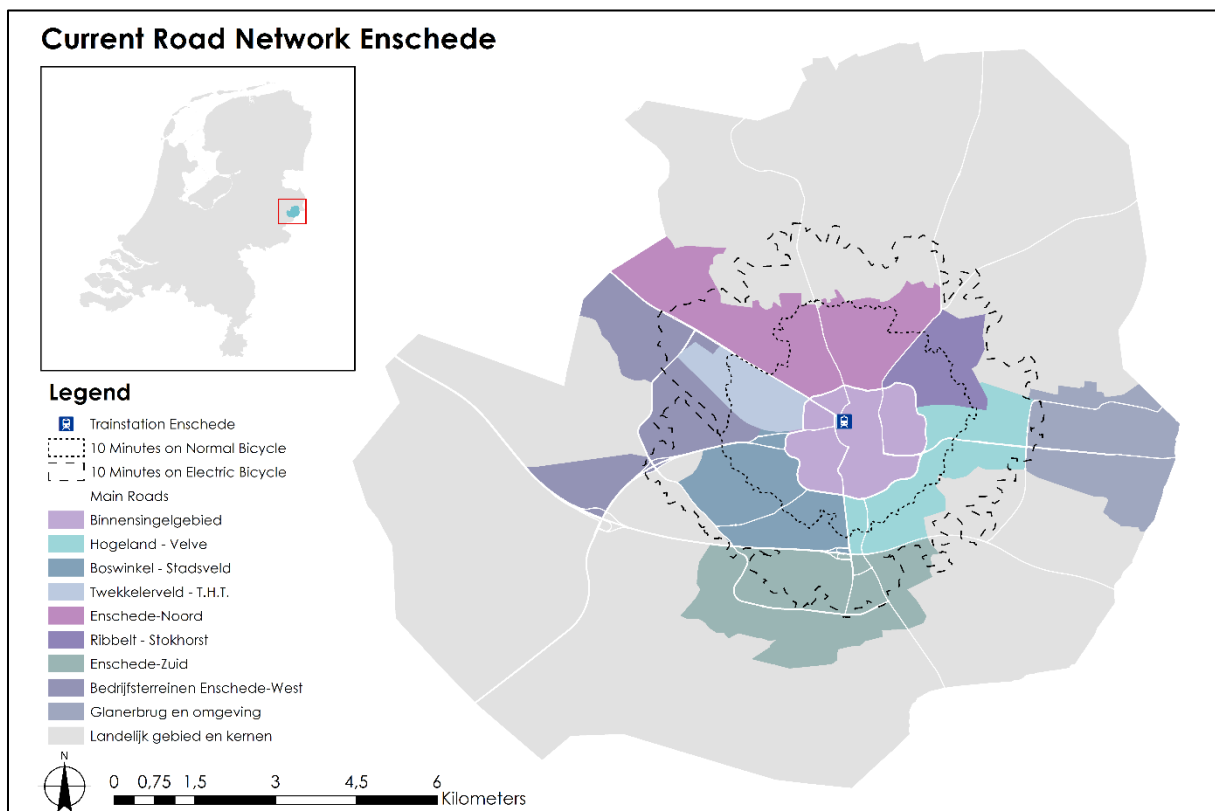 Current Road Network Enschede
Legend
Trainstation Enschede
10 Minutes on Normal Bicycle
10 Minutes on Electric Bicycle
Main Roads
Binnensingelgebied
Hogeland - Velve
Boswinkel - Stadsveld
Twekkelerveld - T.H.T.
Enschede-Noord
Ribbelt - Stokhorst
Enschede-Zuid
Bedrijfsterreinen Enschede-West
Glanerbrug en omgeving
Landelijk gebied en kernen
N
0 0,75 1,5 3 4,5 6
Kilometers